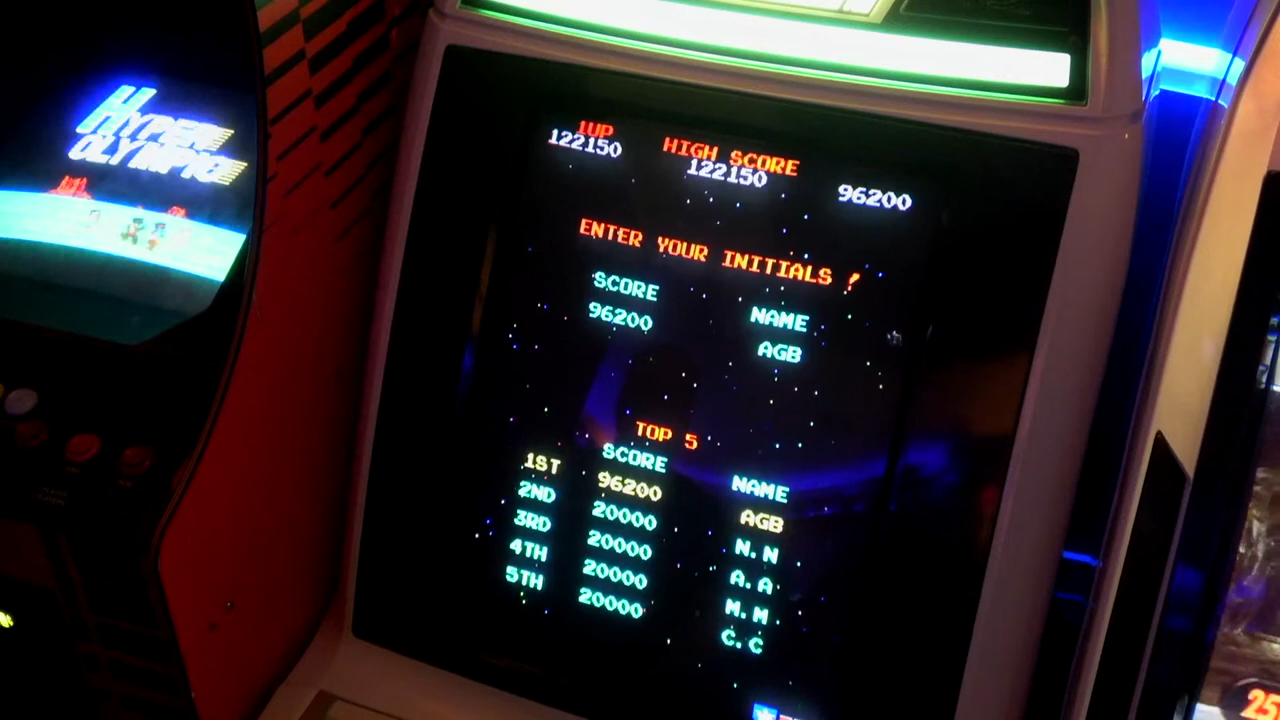 HYPER
OLYMPIC
1UP
HIGH SCORE
122150
122150
96200
ENTER YOUR INITIALS !
SCORE
NAME
96200
AGB
TOP 5
SCORE
NAME
1ST
96200
AGB
2ND
20000
N.N
3RD
20000
A.A
4TH
20000
M.M
5TH
20000
C.C
25